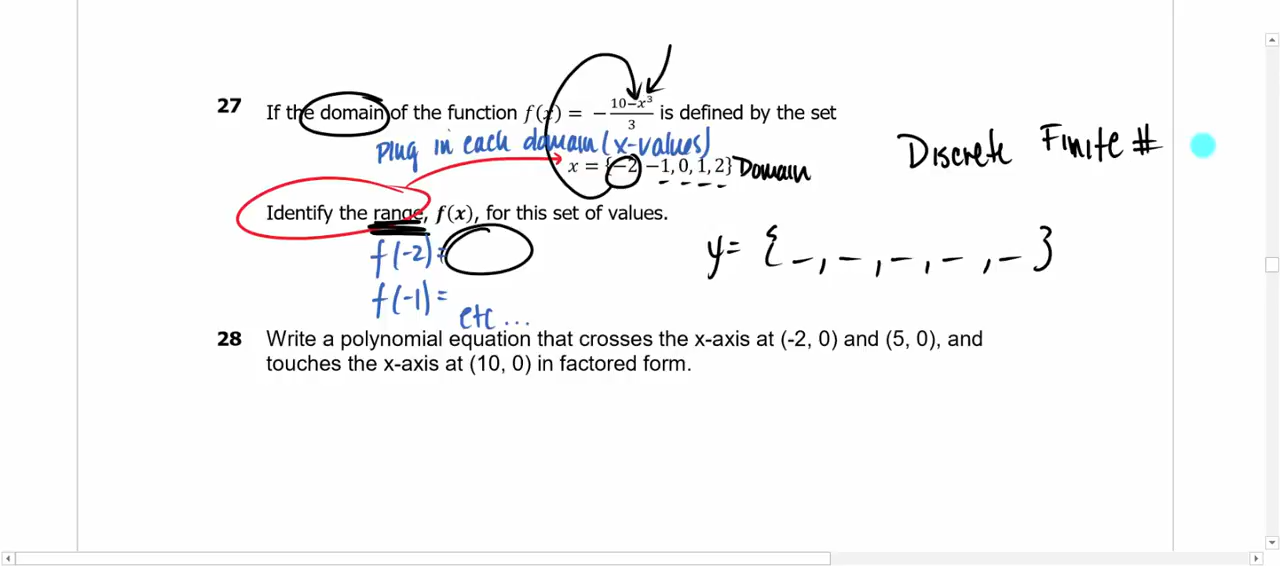 27 If the domain of the function f(x) = −(10−x³)/3 is defined by the set
Plug in each domain (x-values)
x = {−2, −1, 0, 1, 2} Domain
Discrete Finite #
Identify the range, f(x), for this set of values.
f(-2) =
y = { _, _, _, _, _ }
f(-1) =
etc ...
28 Write a polynomial equation that crosses the x-axis at (-2, 0) and (5, 0), and
touches the x-axis at (10, 0) in factored form.